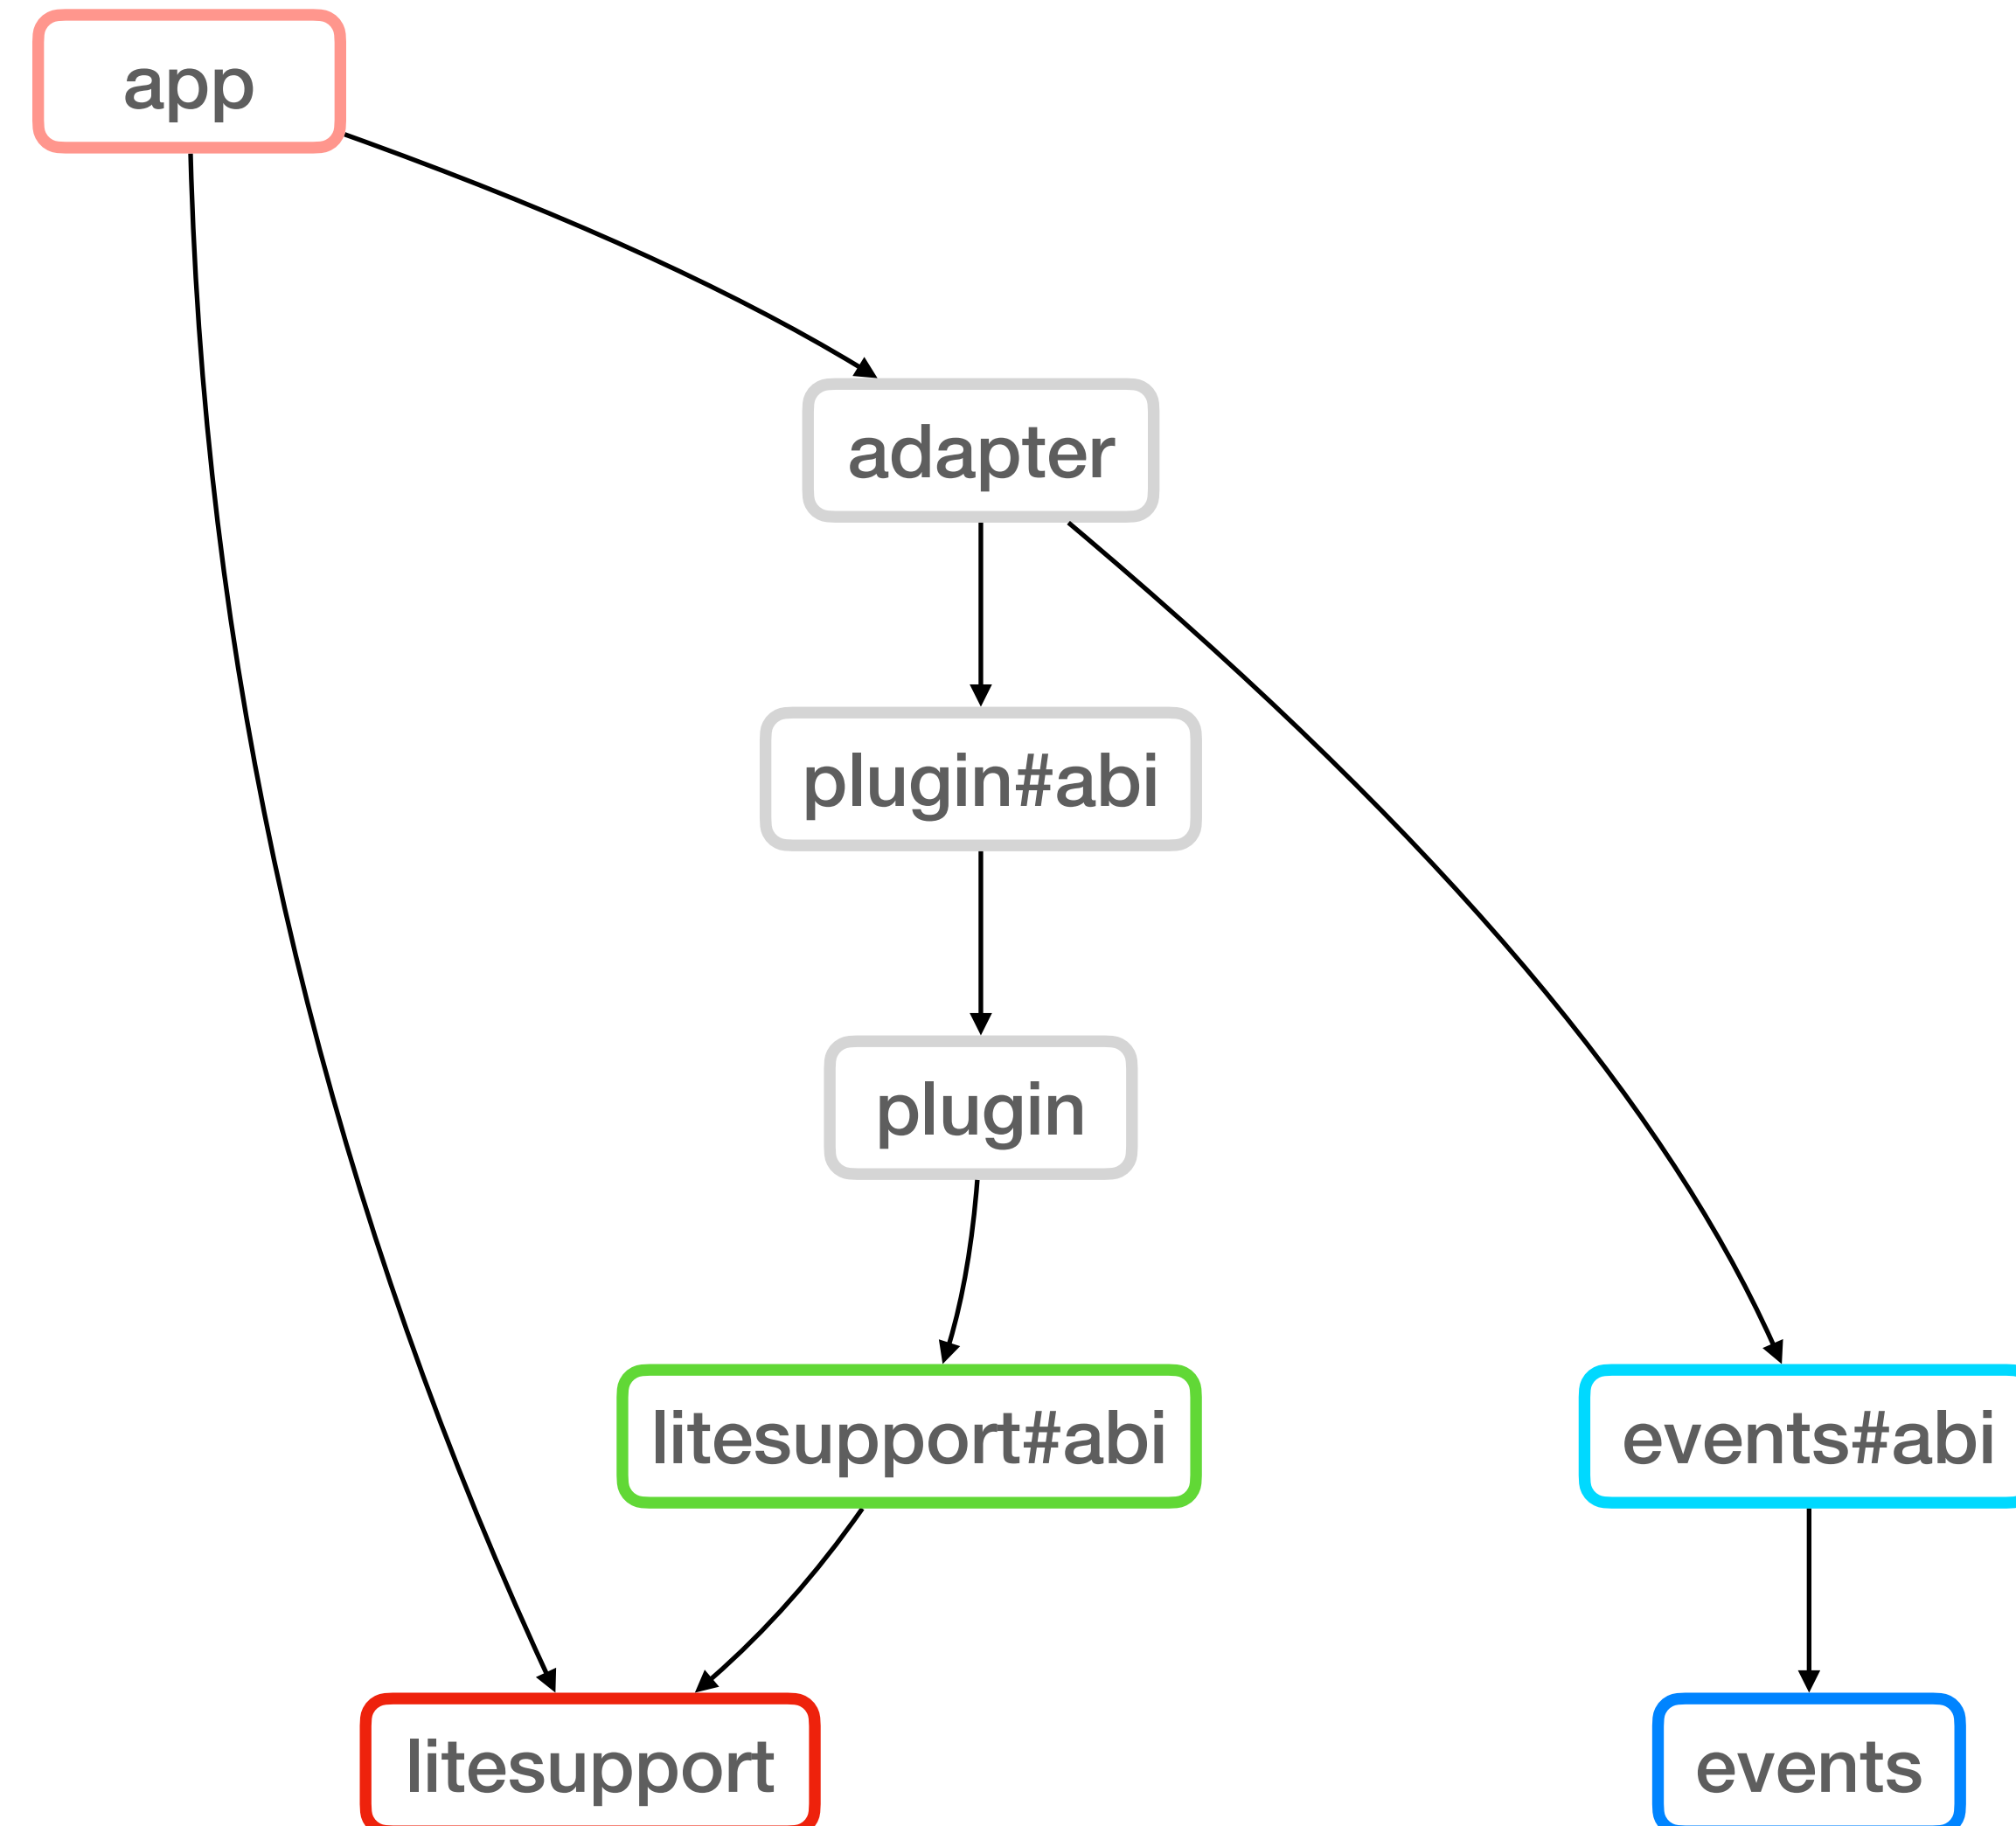 app
adapter
plugin#abi
plugin
litesupport#abi
events#abi
litesupport
events